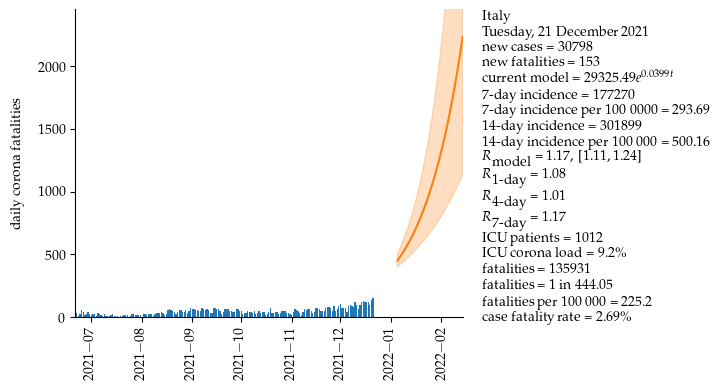 daily corona fatalities
2000
1500
1000
500
0
2021−07
2021−08
2021−09
2021−10
2021−11
2021−12
2022−01
2022−02
Italy
Tuesday, 21 December 2021
new cases = 30798
new fatalities = 153
current model = 29325.49e^0.0399t
7-day incidence = 177270
7-day incidence per 100 0000 = 293.69
14-day incidence = 301899
14-day incidence per 100 000 = 500.16
R_model = 1.17, [1.11, 1.24]
R_1-day = 1.08
R_4-day = 1.01
R_7-day = 1.17
ICU patients = 1012
ICU corona load = 9.2%
fatalities = 135931
fatalities = 1 in 444.05
fatalities per 100 000 = 225.2
case fatality rate = 2.69%